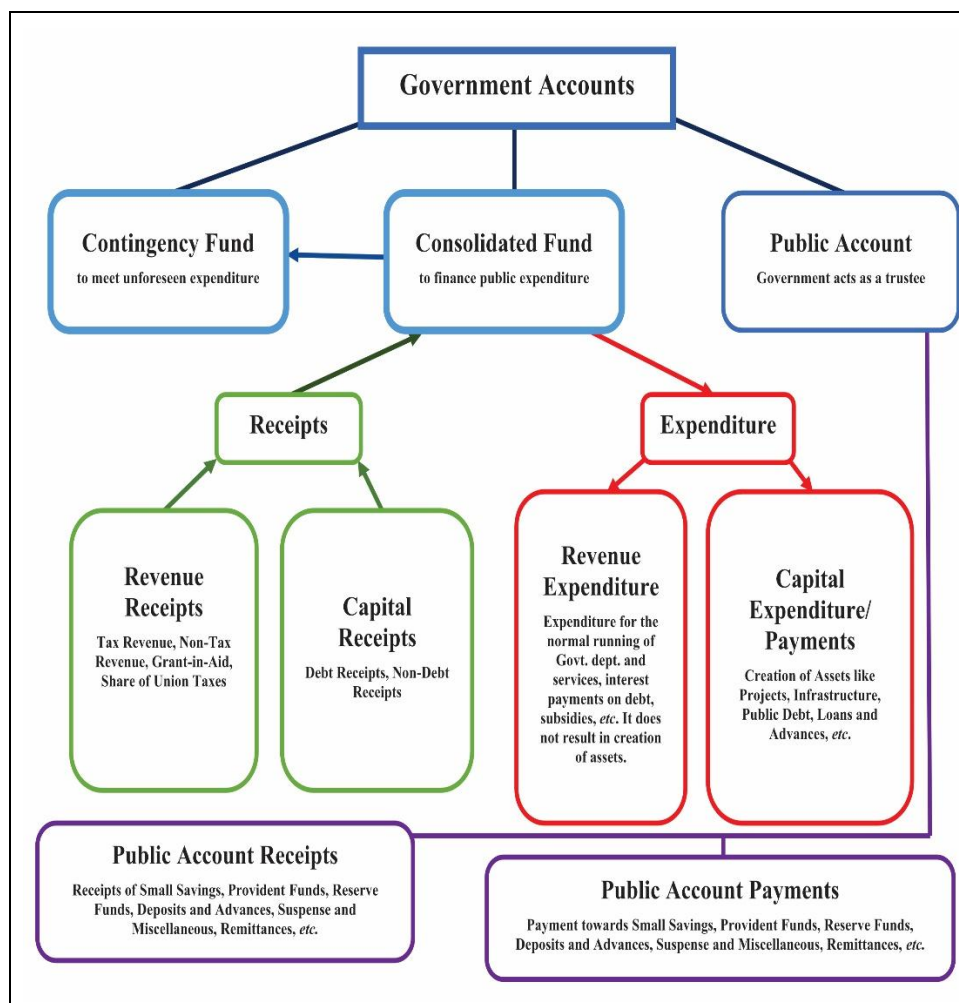 Government Accounts
Contingency Fund
to meet unforeseen expenditure
Consolidated Fund
to finance public expenditure
Public Account
Government acts as a trustee
Receipts
Expenditure
Revenue
Receipts
Tax Revenue, Non-Tax
Revenue, Grant-in-Aid,
Share of Union Taxes
Capital
Receipts
Debt Receipts, Non-Debt
Receipts
Revenue
Expenditure
Expenditure for the
normal running of
Govt. dept. and
services, interest
payments on debt,
subsidies, etc. It does
not result in creation
of assets.
Capital
Expenditure/
Payments
Creation of Assets like
Projects, Infrastructure,
Public Debt, Loans and
Advances, etc.
Public Account Receipts
Receipts of Small Savings, Provident Funds, Reserve
Funds, Deposits and Advances, Suspense and
Miscellaneous, Remittances, etc.
Public Account Payments
Payment towards Small Savings, Provident Funds, Reserve Funds,
Deposits and Advances, Suspense and Miscellaneous, Remittances, etc.